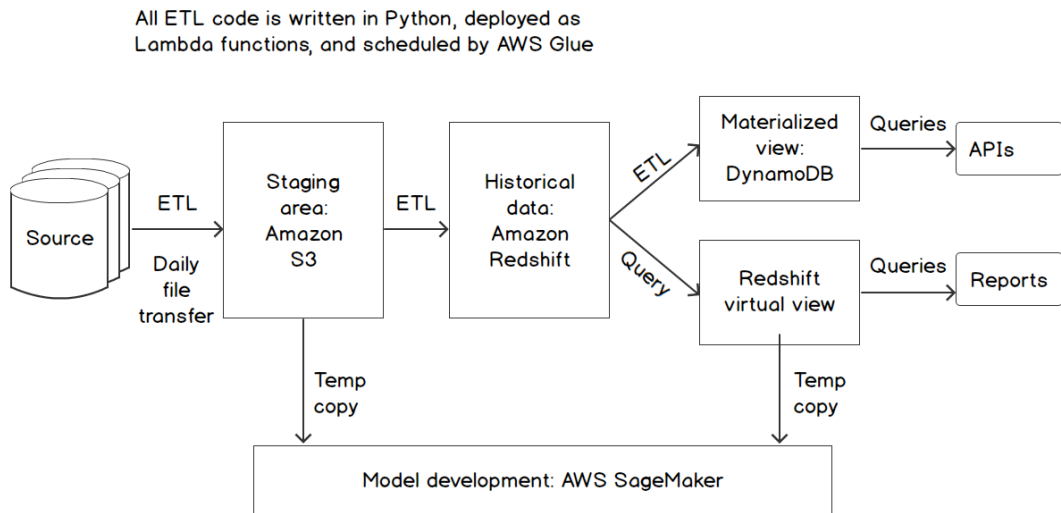 All ETL code is written in Python, deployed as
Lambda functions, and scheduled by AWS Glue
Source
ETL
Daily
file
transfer
Staging
area:
Amazon
S3
ETL
Historical
data:
Amazon
Redshift
ETL
Query
Materialized
view:
DynamoDB
Queries
APIs
Redshift
virtual view
Queries
Reports
Temp
copy
Temp
copy
Model development: AWS SageMaker